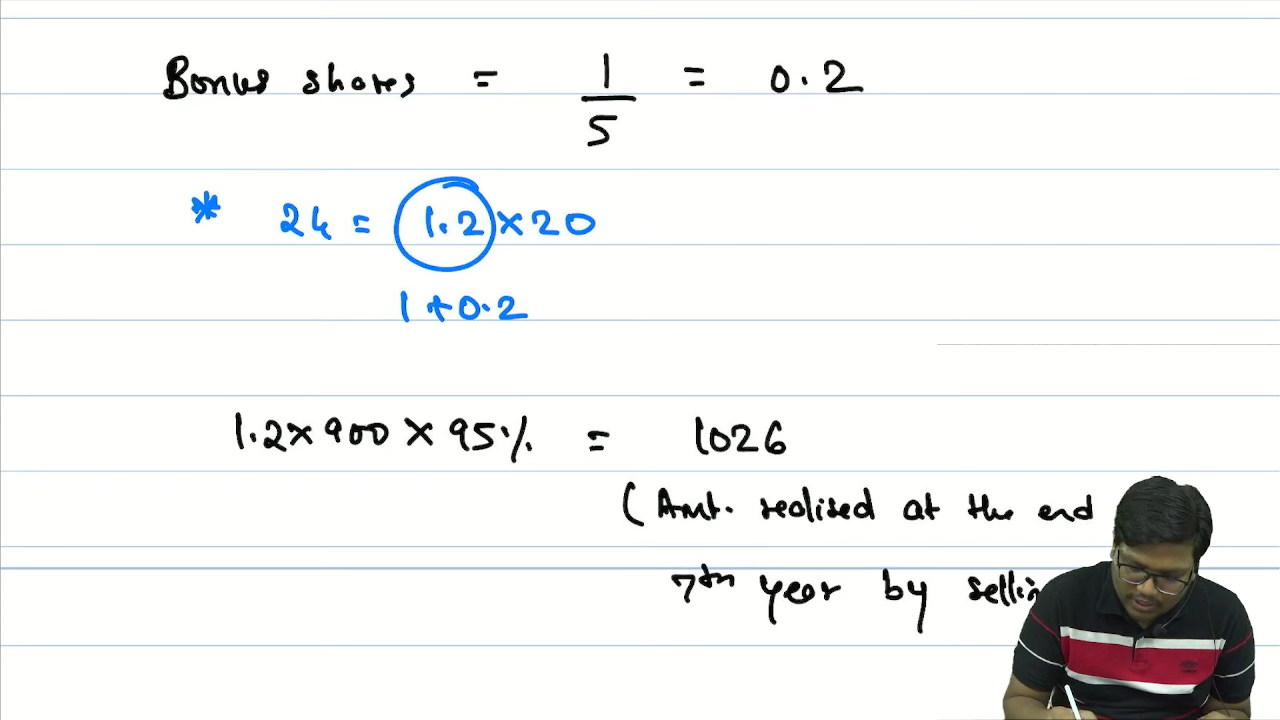 Bonus shares = 1/5 = 0.2
* 24 = 1.2 × 20
1 + 0.2
1.2 × 900 × 95% = 1026
(Amt. realised at the end
7th year by